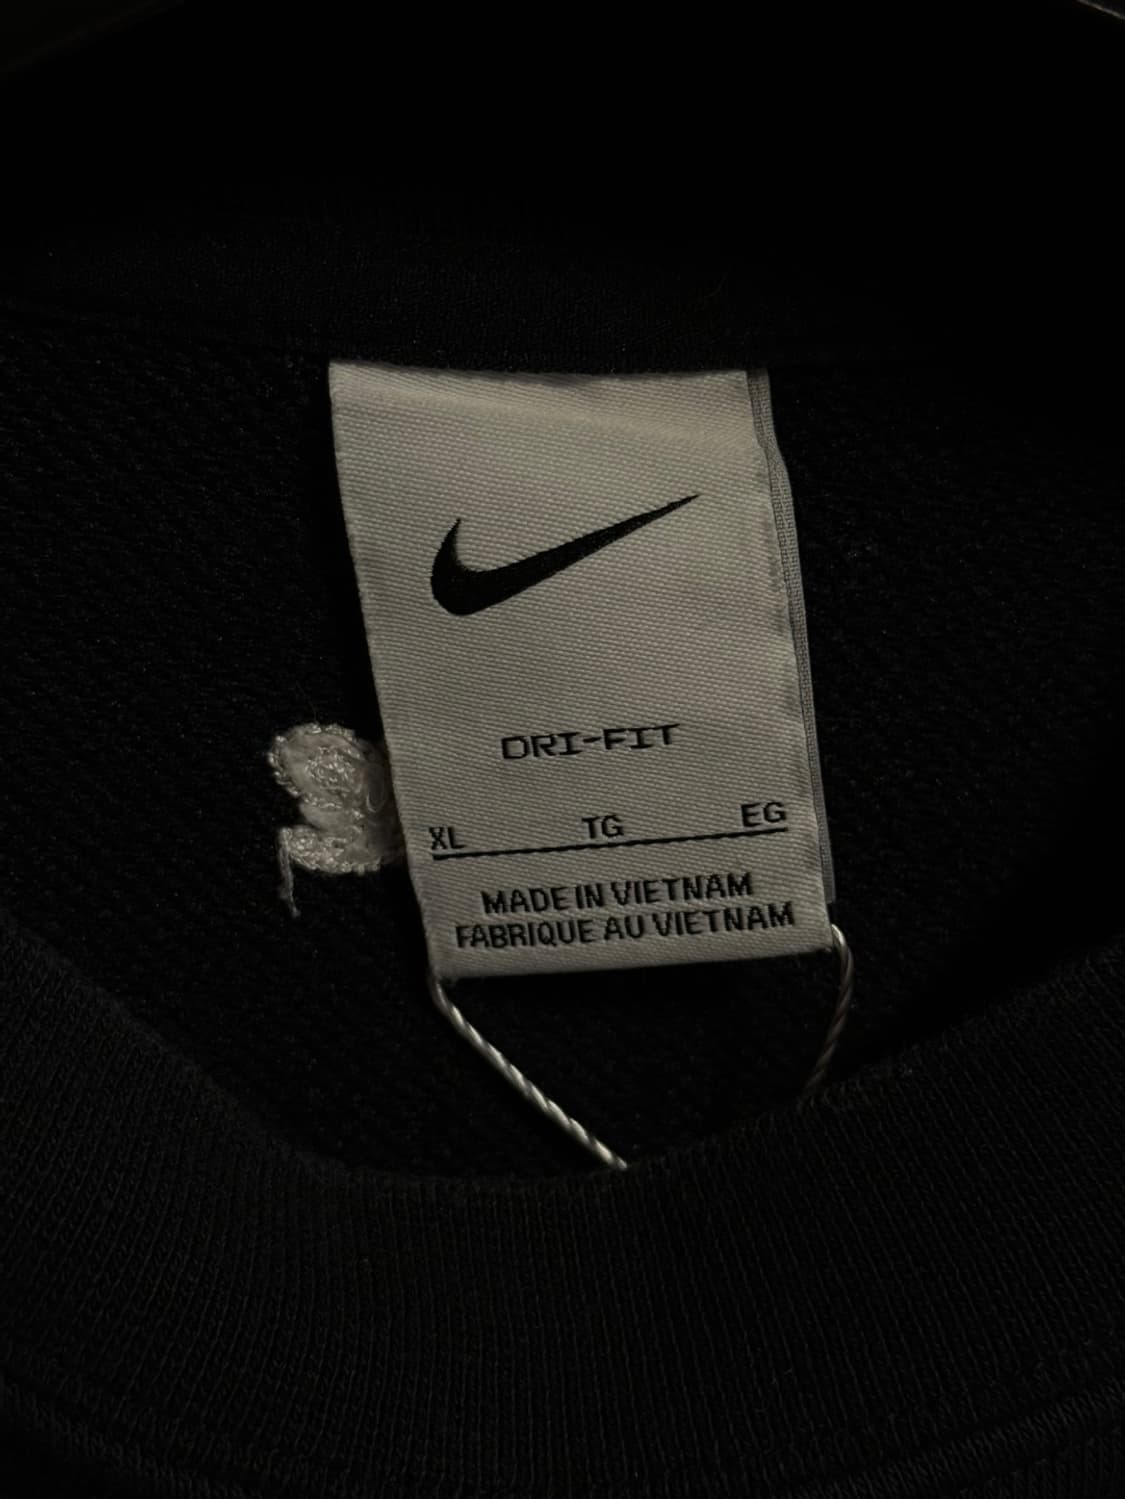 DRI-FIT
XL TG EG
MADE IN VIETNAM
FABRIQUE AU VIETNAM